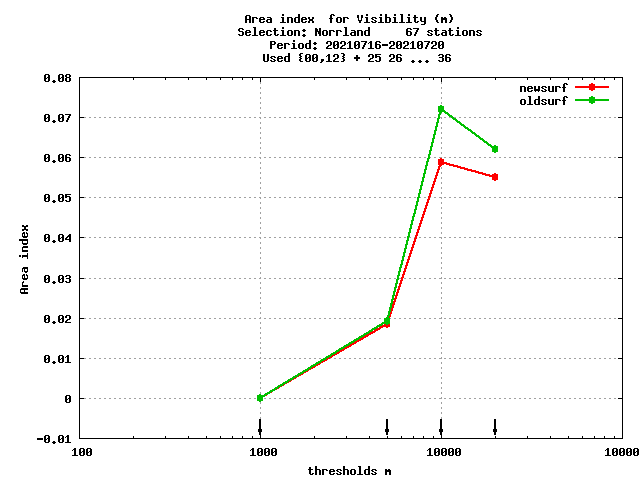 Area index  for Visibility (m)
Selection: Norrland     67 stations
Period: 20210716-20210720
Used {00,12} + 25 26 ... 36
newsurf
oldsurf
0.08
0.07
0.06
0.05
0.04
0.03
0.02
0.01
0
-0.01
Area index
100 1000 10000 10000
thresholds m